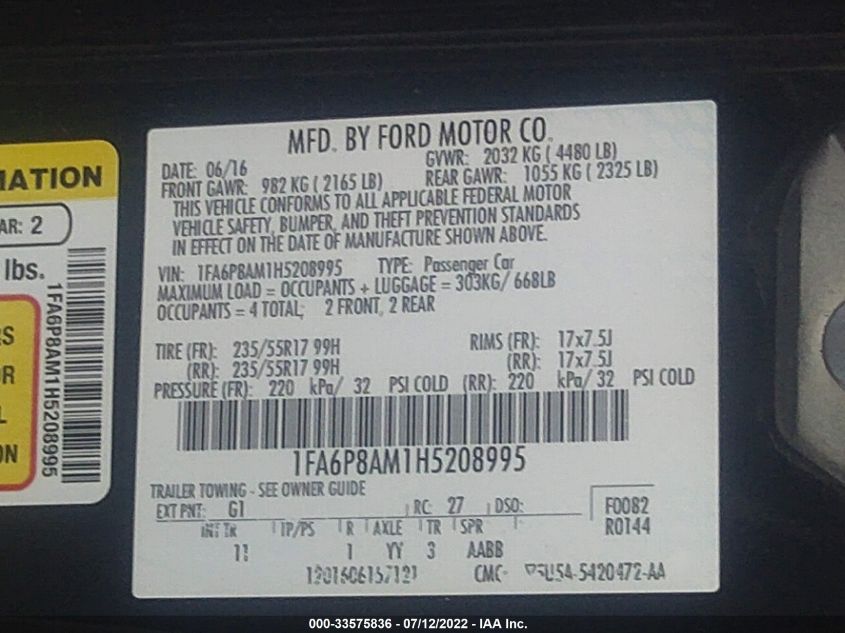 MFD. BY FORD MOTOR CO.
DATE: 06/16 GVWR: 2032 KG ( 4480 LB)
FRONT GAWR: 982 KG ( 2165 LB) REAR GAWR: 1055 KG ( 2325 LB)
THIS VEHICLE CONFORMS TO ALL APPLICABLE FEDERAL MOTOR
VEHICLE SAFETY, BUMPER, AND THEFT PREVENTION STANDARDS
IN EFFECT ON THE DATE OF MANUFACTURE SHOWN ABOVE.
VIN: 1FA6P8AM1H5208995 TYPE: Passenger Car
MAXIMUM LOAD = OCCUPANTS + LUGGAGE = 303KG/ 668LB
OCCUPANTS = 4 TOTAL; 2 FRONT, 2 REAR
TIRE (FR): 235/55R17 99H RIMS (FR): 17x7.5J
(RR): 235/55R17 99H (RR): 17x7.5J
PRESSURE (FR): 220 kPa/ 32 PSI COLD (RR): 220 kPa/ 32 PSI COLD
1FA6P8AM1H5208995
TRAILER TOWING - SEE OWNER GUIDE
EXT PNT: G1 RC: 27 DSO: F0082
INT TR TP/PS R AXLE TR SPR R0144
1 YY 3 AABB
CMC-
MATION
AR: 2
lbs.
1FA6P8AM1H5208995
S
OR
L
ON
000-33575836 - 07/12/2022 - IAA Inc.